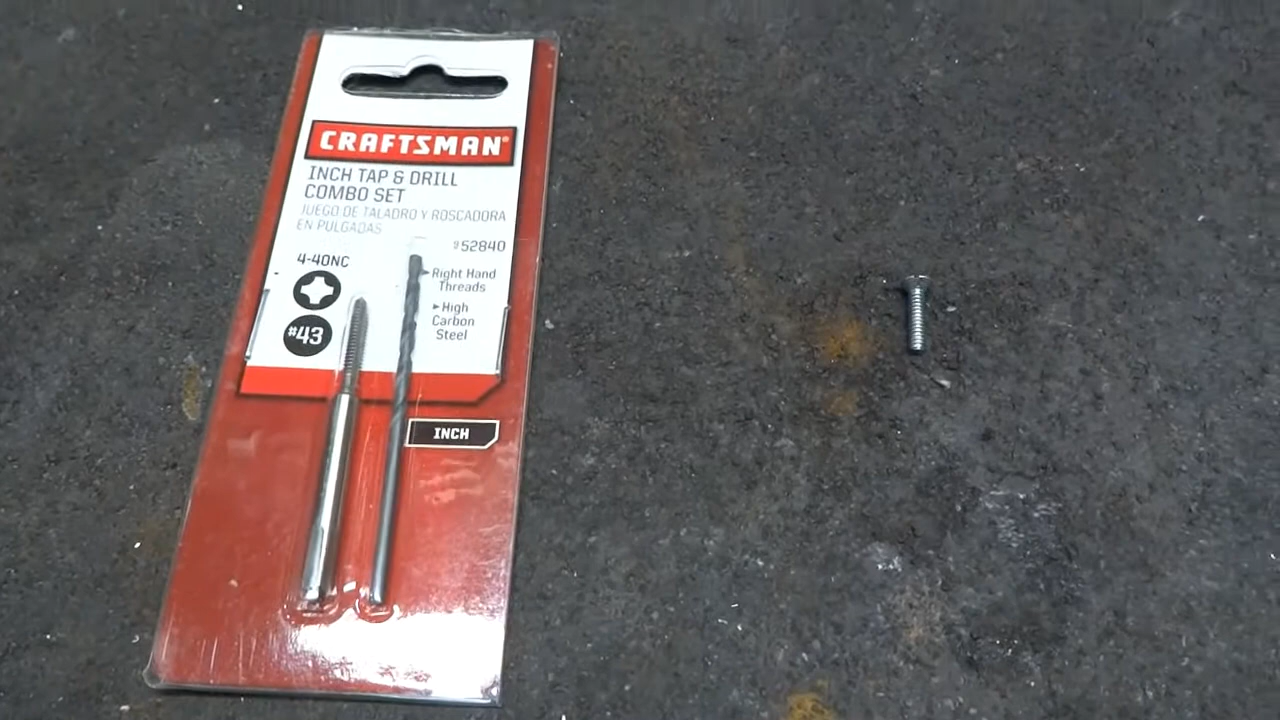 CRAFTSMAN®
INCH TAP & DRILL
COMBO SET
JUEGO DE TALADRO Y ROSCADORA
EN PULGADAS
52840
4-40NC
Right Hand
Threads
#43
High
Carbon
Steel
INCH